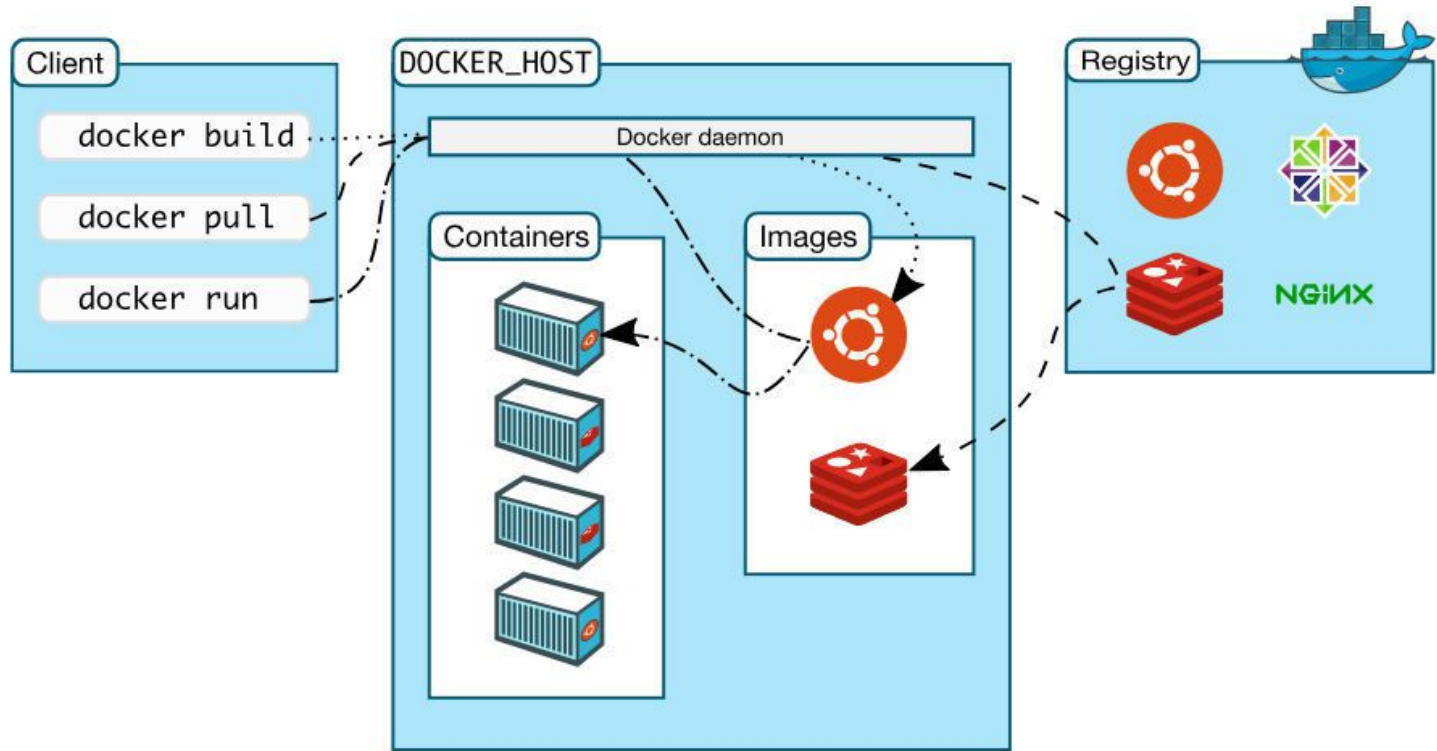 Client
docker build
docker pull
docker run
DOCKER_HOST
Docker daemon
Containers
Images
Registry
NGINX